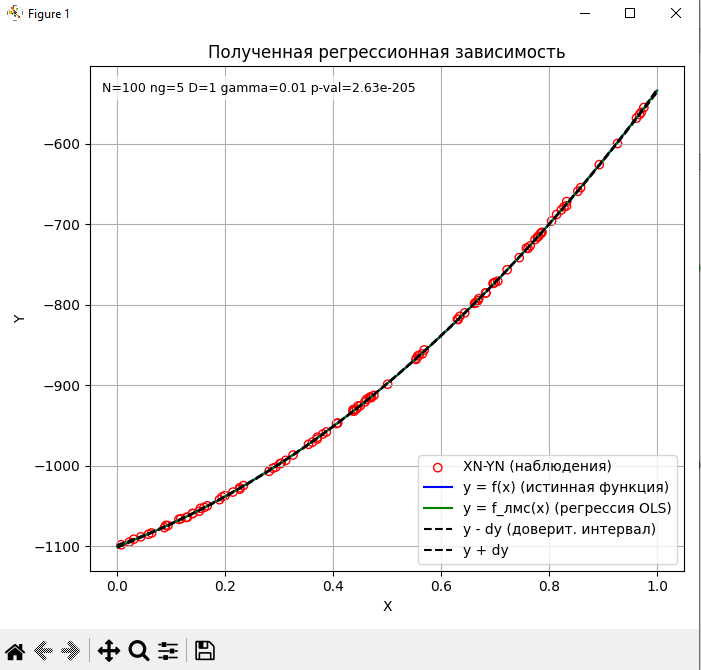 Figure 1
Полученная регрессионная зависимость
N=100 ng=5 D=1 gamma=0.01 p-val=2.63e-205
−600
−700
−800
−900
−1000
−1100
Y
XN-YN (наблюдения)
y = f(x) (истинная функция)
y = f_лмс(x) (регрессия OLS)
y - dy (доверит. интервал)
y + dy
0.0 0.2 0.4 0.6 0.8 1.0
X